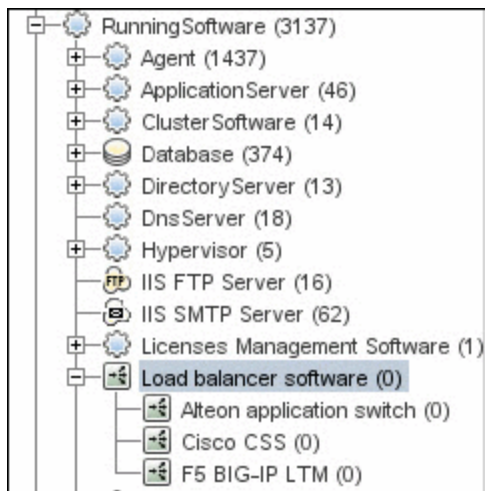 RunningSoftware (3137)
Agent (1437)
ApplicationServer (46)
ClusterSoftware (14)
Database (374)
DirectoryServer (13)
DnsServer (18)
Hypervisor (5)
FTP IIS FTP Server (16)
IIS SMTP Server (62)
Licenses Management Software (1)
Load balancer software (0)
Alteon application switch (0)
Cisco CSS (0)
F5 BIG-IP LTM (0)